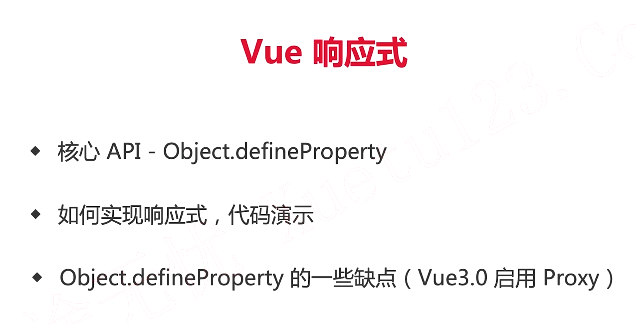 Vue 响应式
核心 API - Object.defineProperty
如何实现响应式，代码演示
Object.defineProperty 的一些缺点（Vue3.0 启用 Proxy）